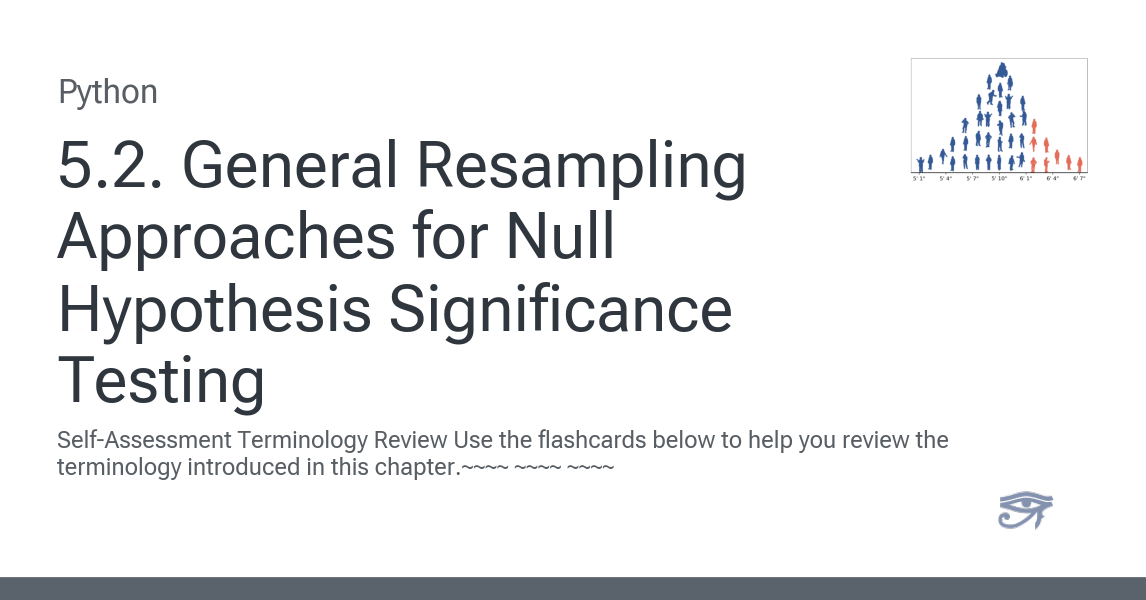 Python
5.2. General Resampling
Approaches for Null
Hypothesis Significance
Testing
Self-Assessment Terminology Review Use the flashcards below to help you review the
terminology introduced in this chapter.~~~~ ~~~~ ~~~~
5' 1" 5' 4" 5' 7" 5' 10" 6' 1" 6' 4" 6' 7"